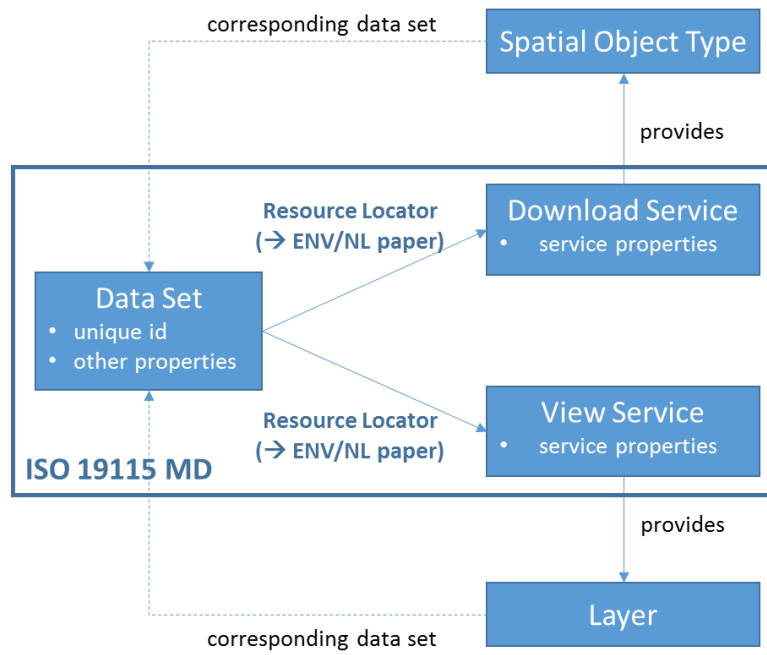 corresponding data set
Spatial Object Type
provides
Resource Locator
(→ ENV/NL paper)
Download Service
• service properties
Data Set
• unique id
• other properties
Resource Locator
(→ ENV/NL paper)
View Service
• service properties
ISO 19115 MD
provides
Layer
corresponding data set